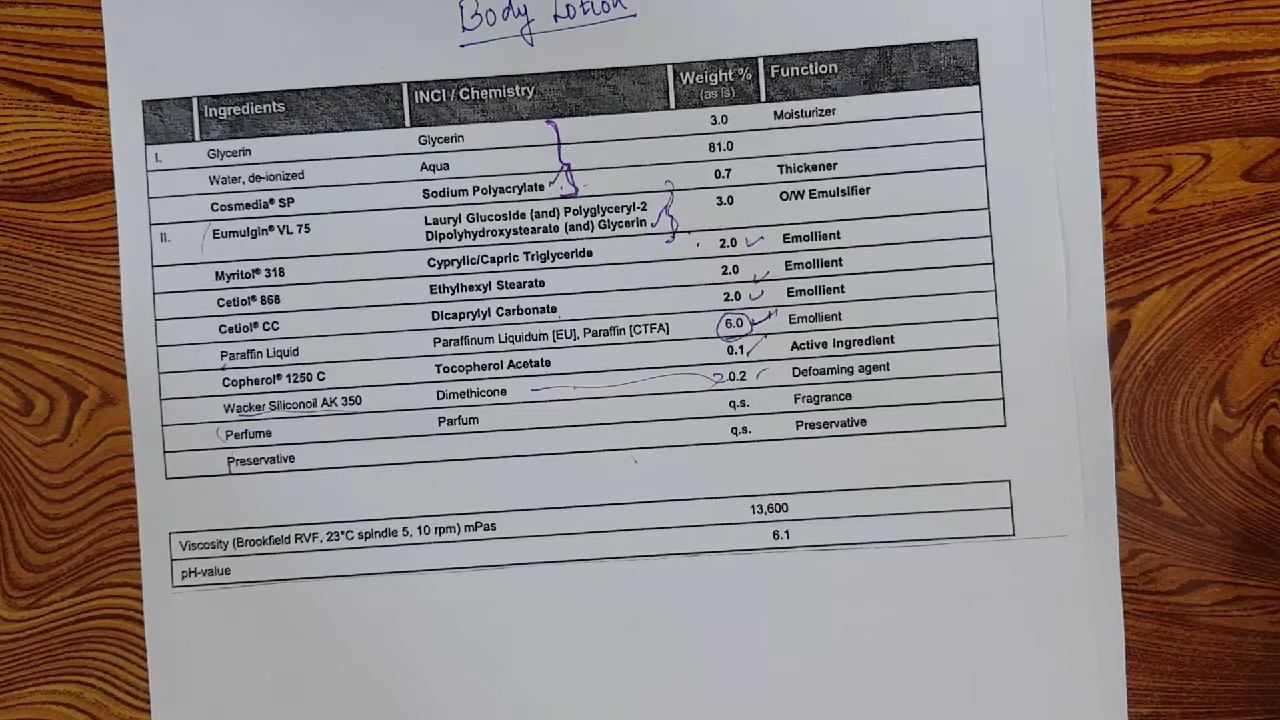 Body Lotion
Ingredients INCI / Chemistry Weight % (as is) Function
I. Glycerin Glycerin 3.0 Moisturizer
Water, de-ionized Aqua 81.0
Cosmedia® SP Sodium Polyacrylate 0.7 Thickener
II. Eumulgin® VL 75 Lauryl Glucoside (and) Polyglyceryl-2 3.0 O/W Emulsifier
Dipolyhydroxystearate (and) Glycerin
Myritol® 318 Cyprylic/Capric Triglyceride 2.0 Emollient
Cetiol® 868 Ethylhexyl Stearate 2.0 Emollient
Cetiol® CC Dicaprylyl Carbonate 2.0 Emollient
Paraffin Liquid Paraffinum Liquidum [EU], Paraffin [CTFA] 6.0 Emollient
Copherol® 1250 C Tocopherol Acetate 0.1 Active Ingredient
Wacker Siliconoil AK 350 Dimethicone 0.2 Defoaming agent
Perfume Parfum q.s. Fragrance
Preservative q.s. Preservative
Viscosity (Brookfield RVF, 23°C spindle 5, 10 rpm) mPas 13,600
pH-value 6.1